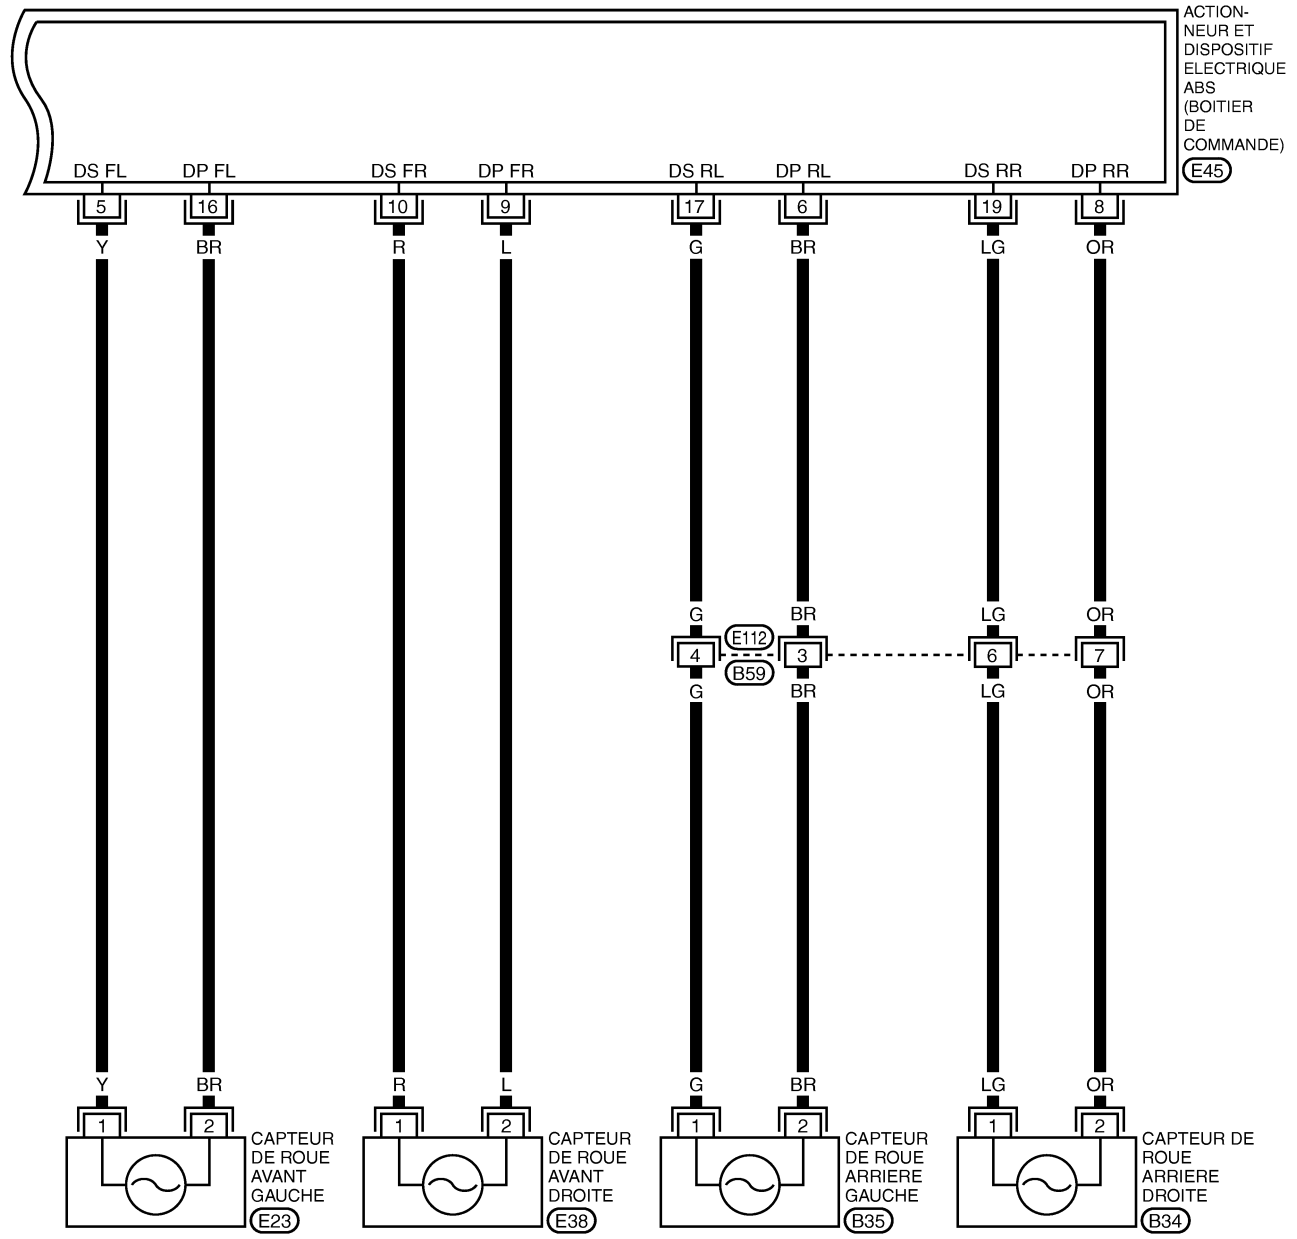 ACTION-
NEUR ET
DISPOSITIF
ELECTRIQUE
ABS
(BOITIER
DE
COMMANDE)
E45
DS FL DP FL DS FR DP FR DS RL DP RL DS RR DP RR
5 16 10 9 17 6 19 8
Y BR R L G BR LG OR
G BR LG OR
E112
4 3 6 7
B59
G BR LG OR
Y BR R L G BR LG OR
1 2 1 2 1 2 1 2
CAPTEUR
DE ROUE
AVANT
GAUCHE
E23
CAPTEUR
DE ROUE
AVANT
DROITE
E38
CAPTEUR
DE ROUE
ARRIERE
GAUCHE
B35
CAPTEUR DE
ROUE
ARRIERE
DROITE
B34